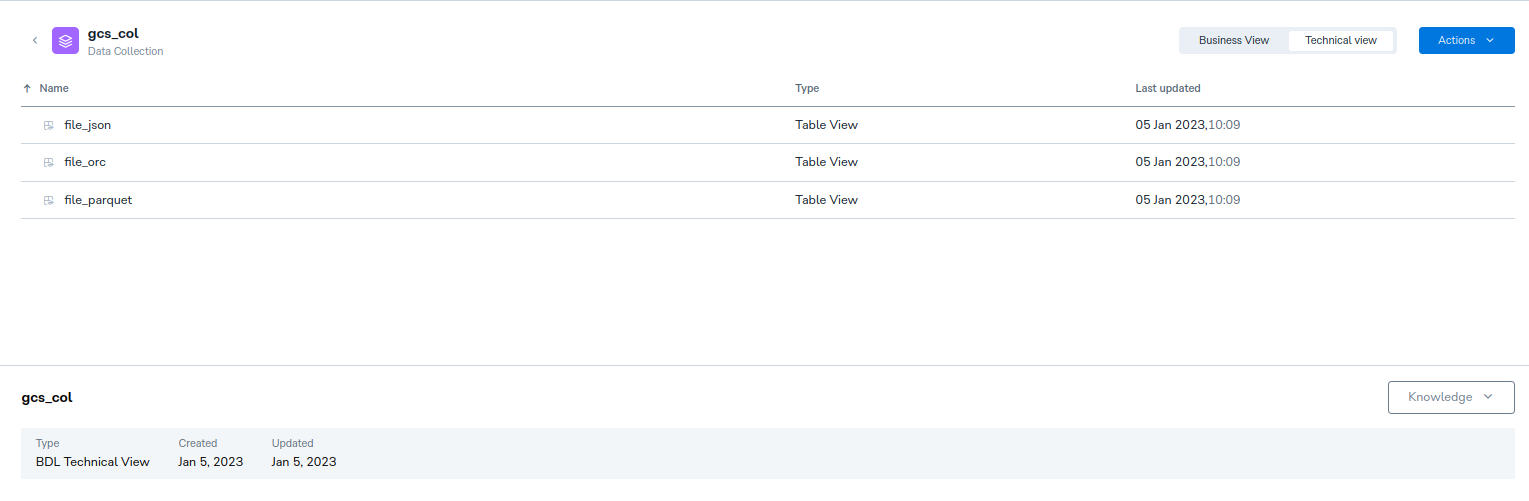 gcs_col
Data Collection
Business View Technical view Actions
Name Type Last updated
file_json Table View 05 Jan 2023,10:09
file_orc Table View 05 Jan 2023,10:09
file_parquet Table View 05 Jan 2023,10:09
gcs_col Knowledge
Type Created Updated
BDL Technical View Jan 5, 2023 Jan 5, 2023